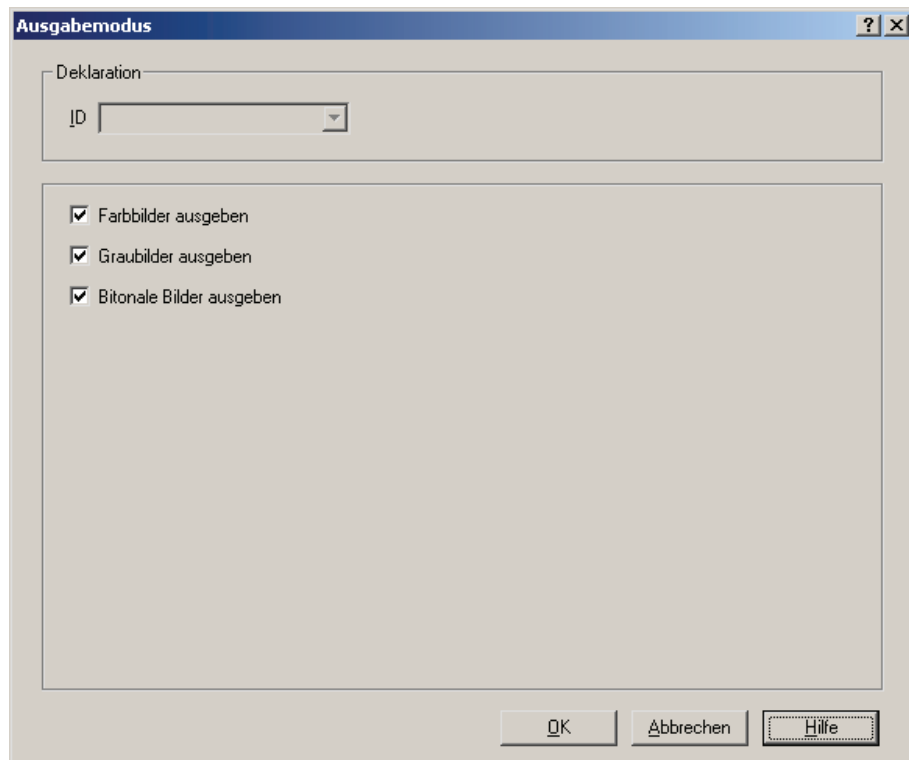 Ausgabemodus
Deklaration
ID
Farbbilder ausgeben
Graubilder ausgeben
Bitonale Bilder ausgeben
OK Abbrechen Hilfe